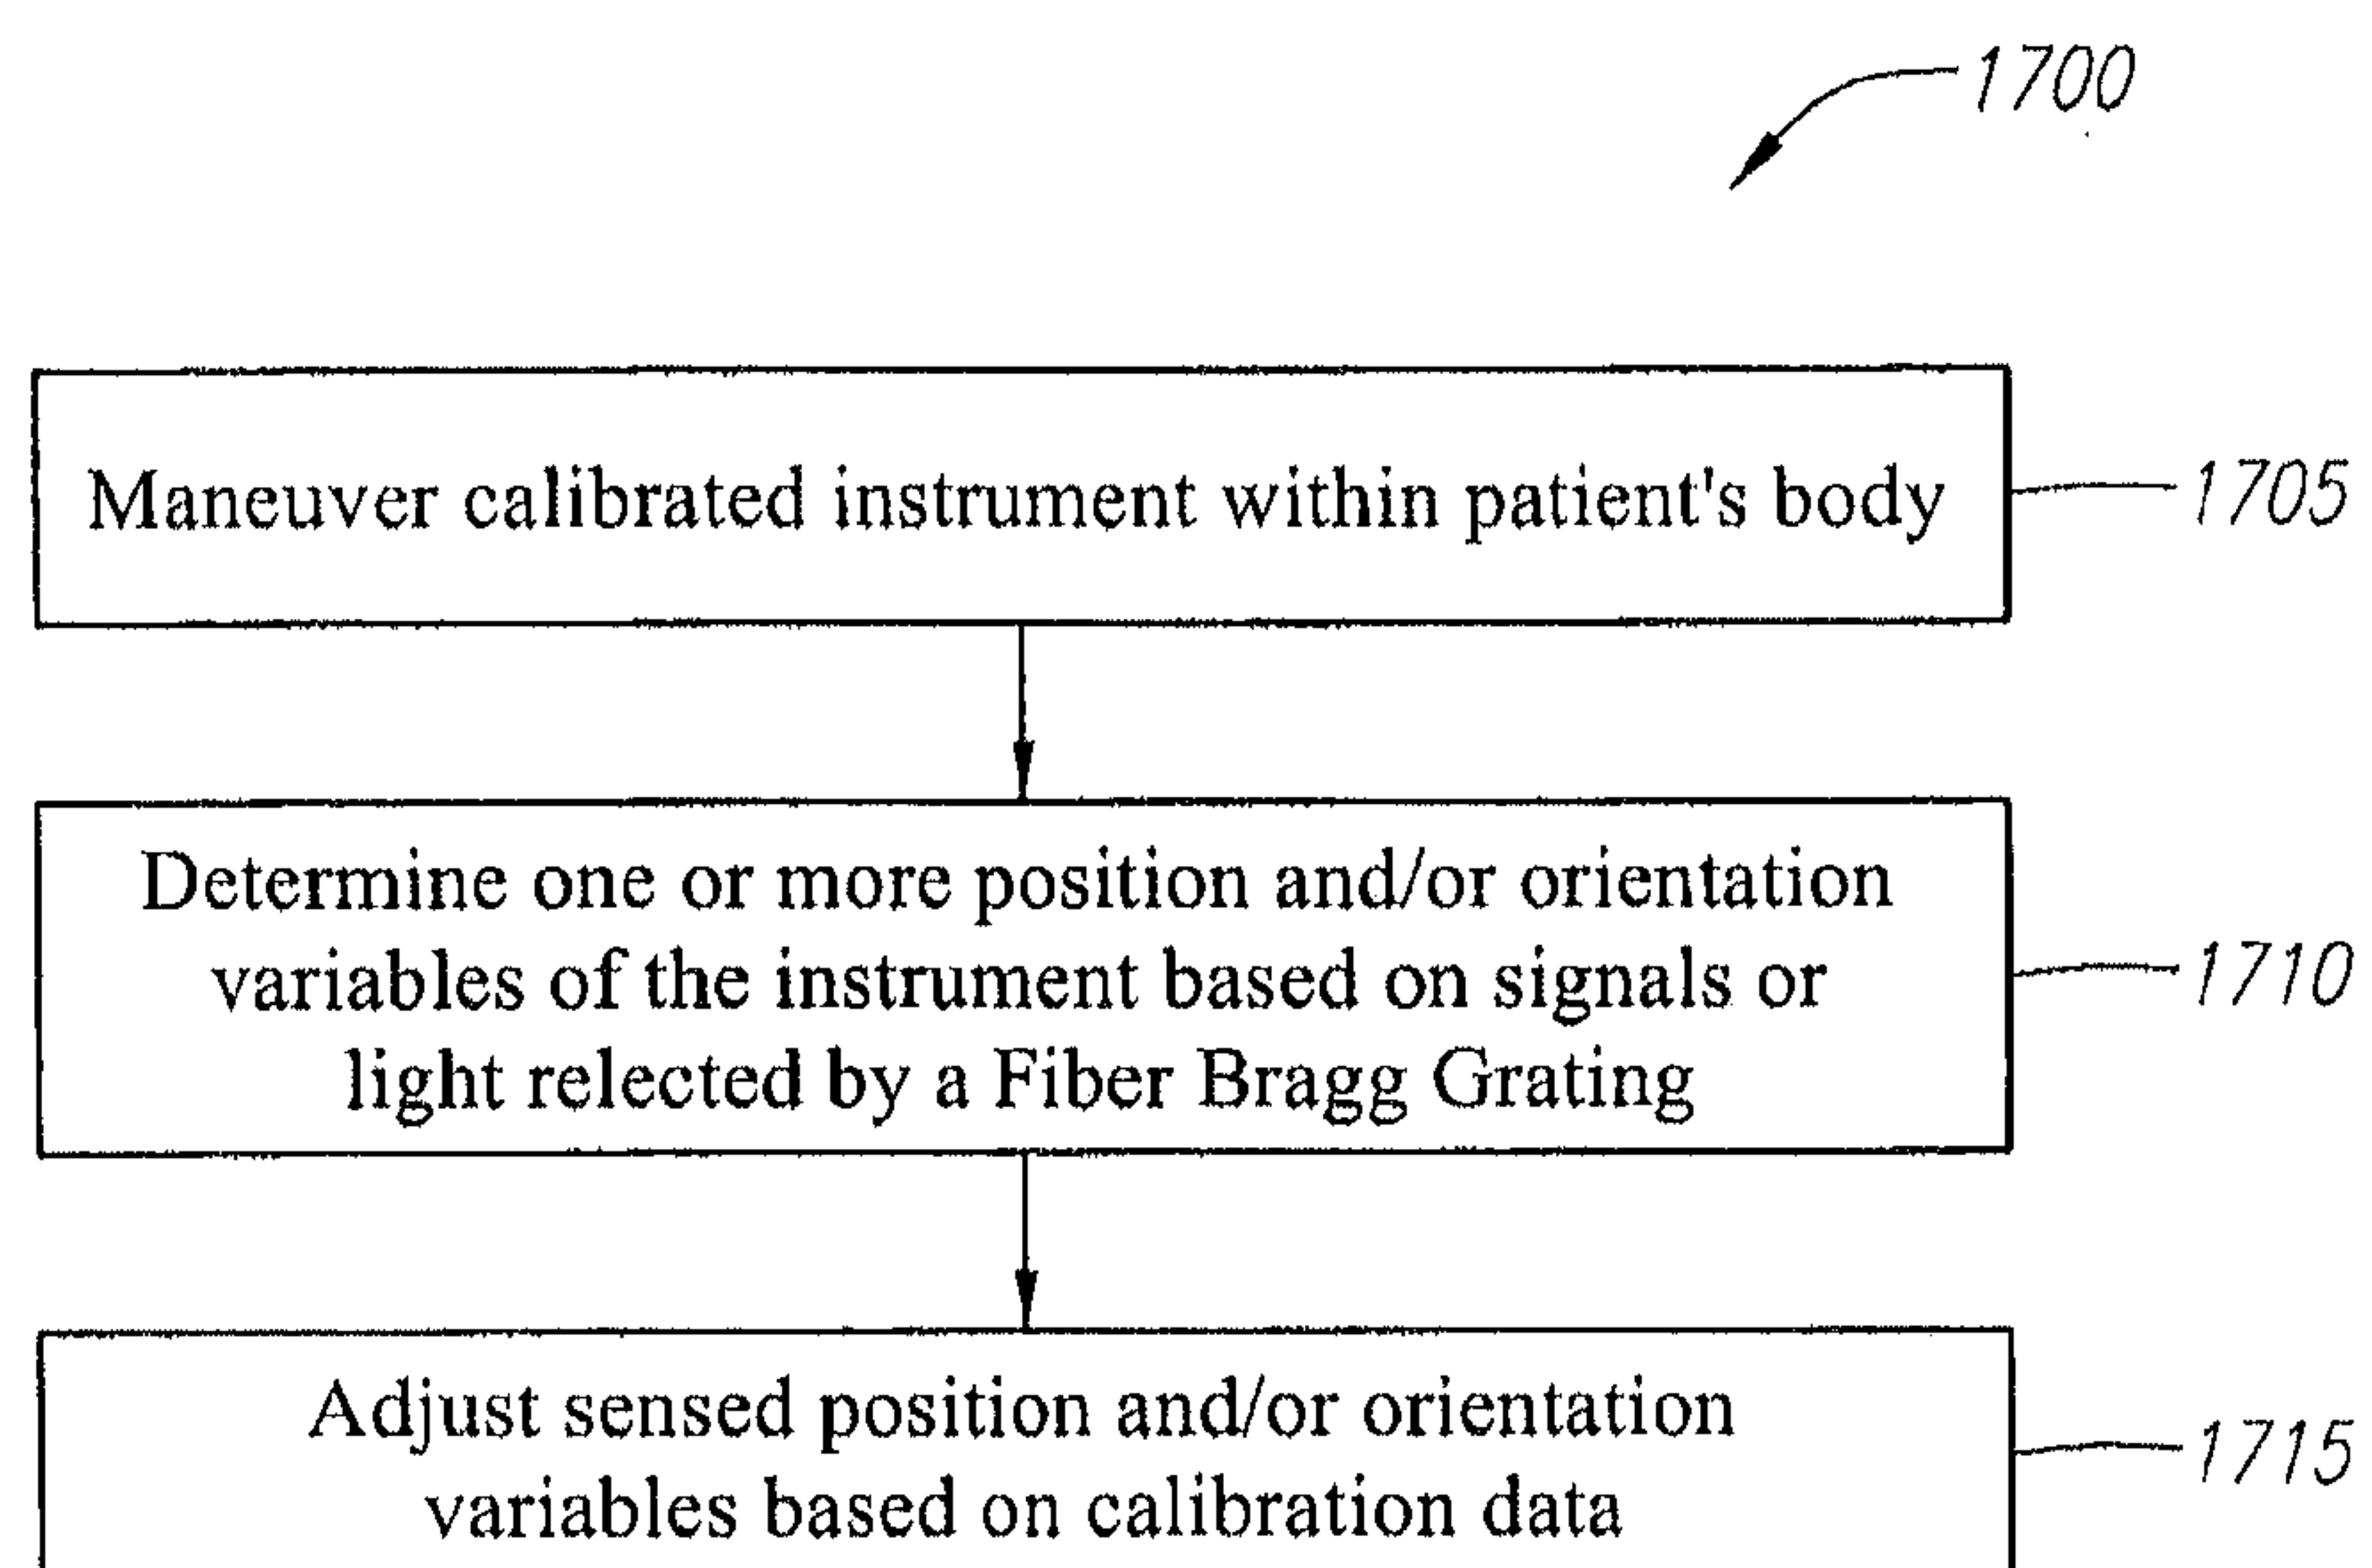 1700
Maneuver calibrated instrument within patient's body
1705
Determine one or more position and/or orientation
variables of the instrument based on signals or
light relected by a Fiber Bragg Grating
1710
Adjust sensed position and/or orientation
variables based on calibration data
1715